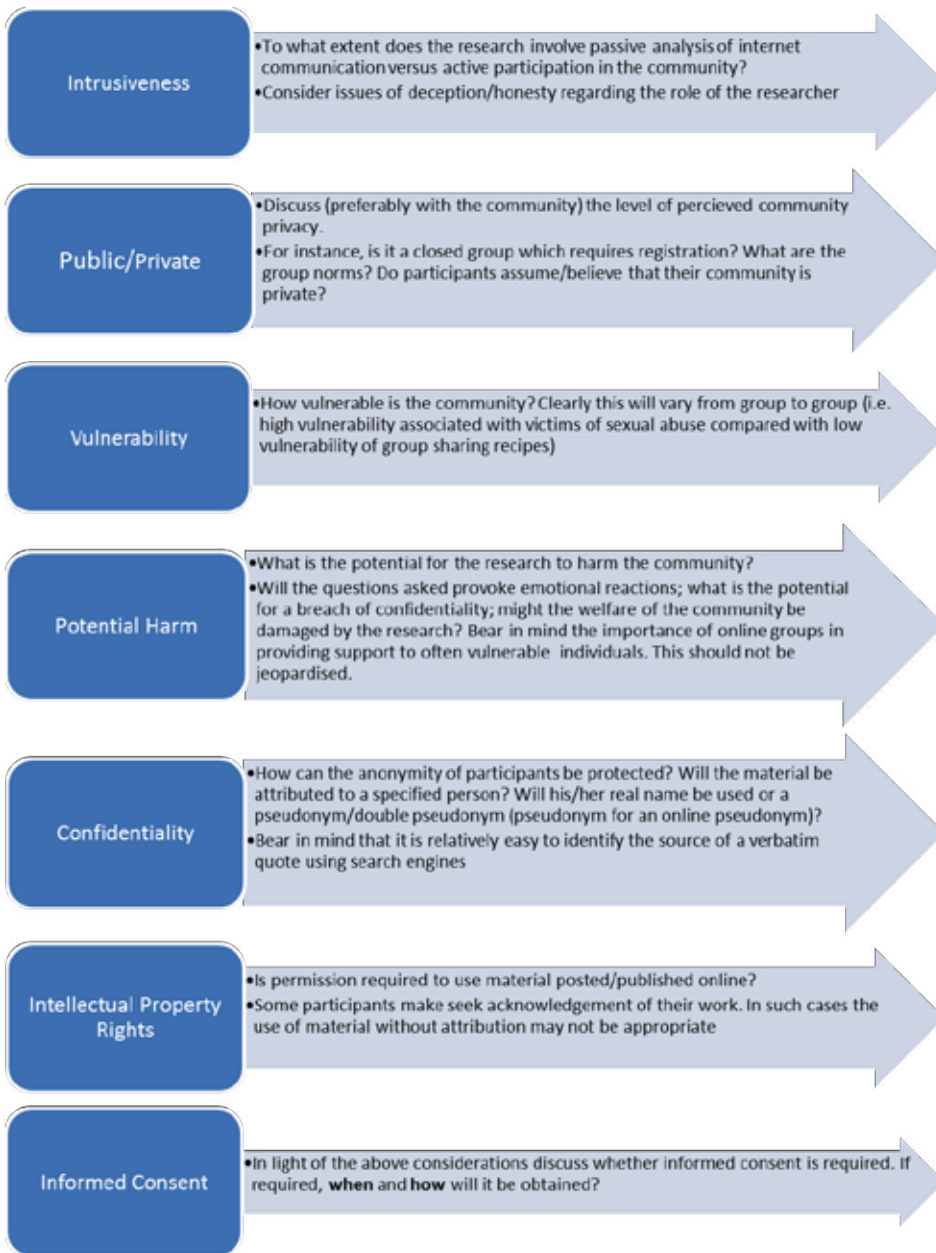 Intrusiveness
•To what extent does the research involve passive analysis of internet
communication versus active participation in the community?
•Consider issues of deception/honesty regarding the role of the researcher
Public/Private
•Discuss (preferably with the community) the level of percieved community
privacy.
•For instance, is it a closed group which requires registration? What are the
group norms? Do participants assume/believe that their community is
private?
Vulnerability
•How vulnerable is the community? Clearly this will vary from group to group (i.e.
high vulnerability associated with victims of sexual abuse compared with low
vulnerability of group sharing recipes)
Potential Harm
•What is the potential for the research to harm the community?
•Will the questions asked provoke emotional reactions; what is the potential
for a breach of confidentiality; might the welfare of the community be
damaged by the research? Bear in mind the importance of online groups in
providing support to often vulnerable individuals. This should not be
jeopardised.
Confidentiality
•How can the anonymity of participants be protected? Will the material be
attributed to a specified person? Will his/her real name be used or a
pseudonym/double pseudonym (pseudonym for an online pseudonym)?
•Bear in mind that it is relatively easy to identify the source of a verbatim
quote using search engines
Intellectual Property
Rights
•Is permission required to use material posted/published online?
•Some participants make seek acknowledgement of their work. In such cases the
use of material without attribution may not be appropriate
Informed Consent
•In light of the above considerations discuss whether informed consent is required. If
required, when and how will it be obtained?